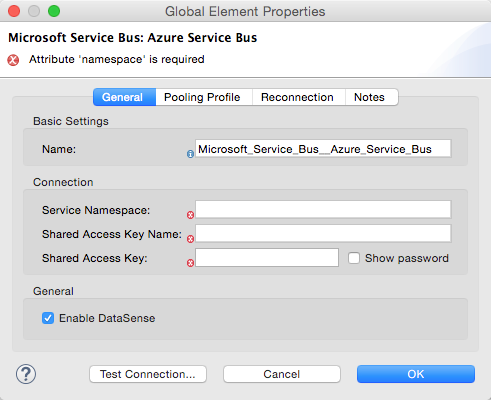 Global Element Properties
Microsoft Service Bus: Azure Service Bus
Attribute 'namespace' is required
General Pooling Profile Reconnection Notes
Basic Settings
Name: Microsoft_Service_Bus__Azure_Service_Bus
Connection
Service Namespace:
Shared Access Key Name:
Shared Access Key: Show password
General
Enable DataSense
? Test Connection... Cancel OK